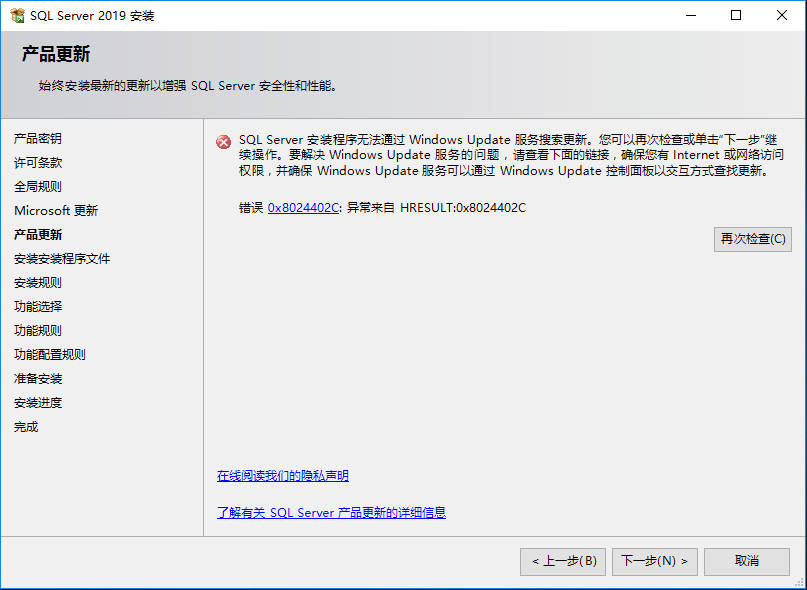 SQL Server 2019 安装
产品更新
始终安装最新的更新以增强 SQL Server 安全性和性能。
产品密钥
许可条款
全局规则
Microsoft 更新
产品更新
安装安装程序文件
安装规则
功能选择
功能规则
功能配置规则
准备安装
安装进度
完成
SQL Server 安装程序无法通过 Windows Update 服务搜索更新。您可以再次检查或单击“下一步”继
续操作。要解决 Windows Update 服务的问题，请查看下面的链接，确保您有 Internet 或网络访问
权限，并确保 Windows Update 服务可以通过 Windows Update 控制面板以交互方式查找更新。
错误 0x8024402C: 异常来自 HRESULT:0x8024402C
再次检查(C)
在线阅读我们的隐私声明
了解有关 SQL Server 产品更新的详细信息
< 上一步(B) 下一步(N) > 取消